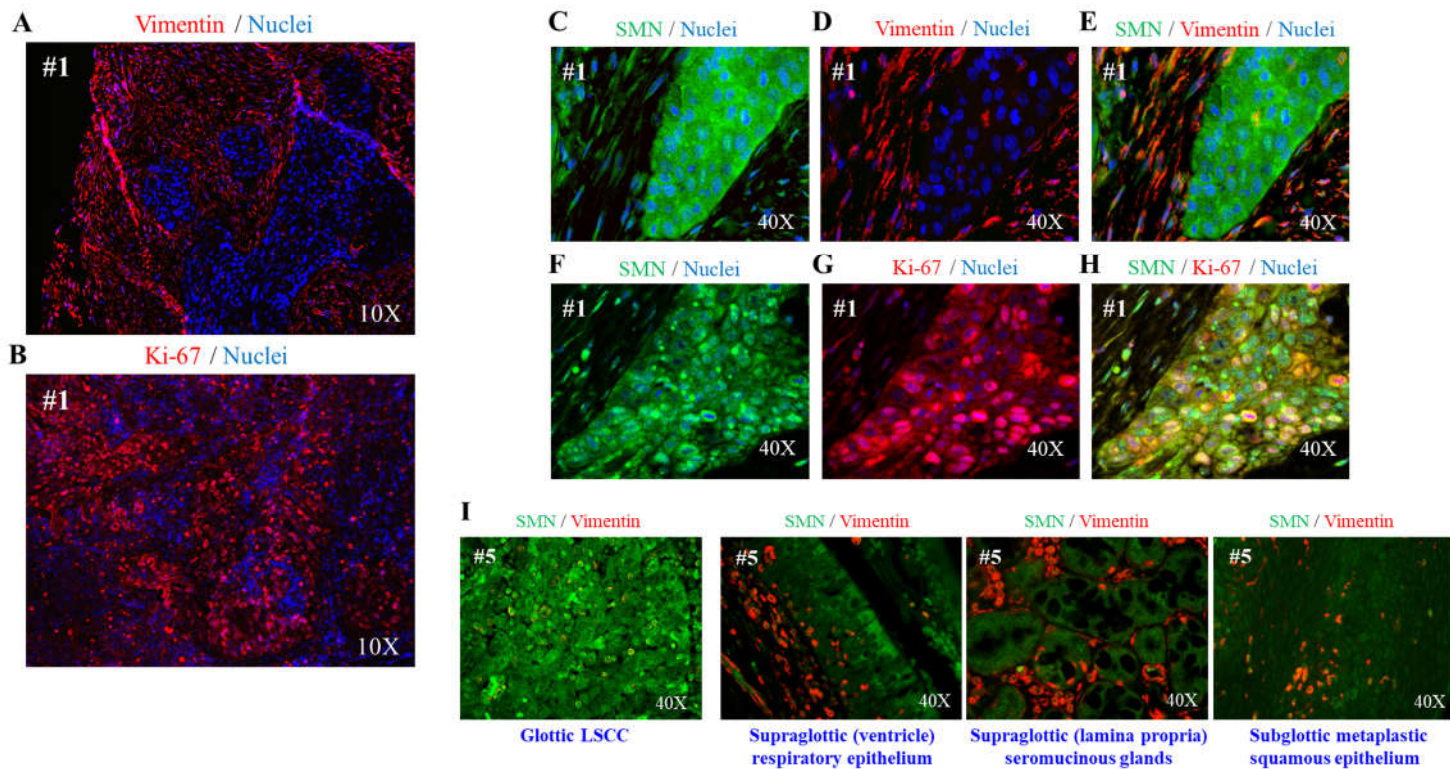 A
Vimentin / Nuclei
#1
10X
B
Ki-67 / Nuclei
#1
10X
C
SMN / Nuclei
#1
40X
D
Vimentin / Nuclei
#1
40X
E
SMN / Vimentin / Nuclei
#1
40X
F
SMN / Nuclei
#1
40X
G
Ki-67 / Nuclei
#1
40X
H
SMN / Ki-67 / Nuclei
#1
40X
I
SMN / Vimentin
#5
40X
Glottic LSCC
SMN / Vimentin
#5
40X
Supraglottic (ventricle)
respiratory epithelium
SMN / Vimentin
#5
40X
Supraglottic (lamina propria)
seromucinous glands
SMN / Vimentin
#5
40X
Subglottic metaplastic
squamous epithelium